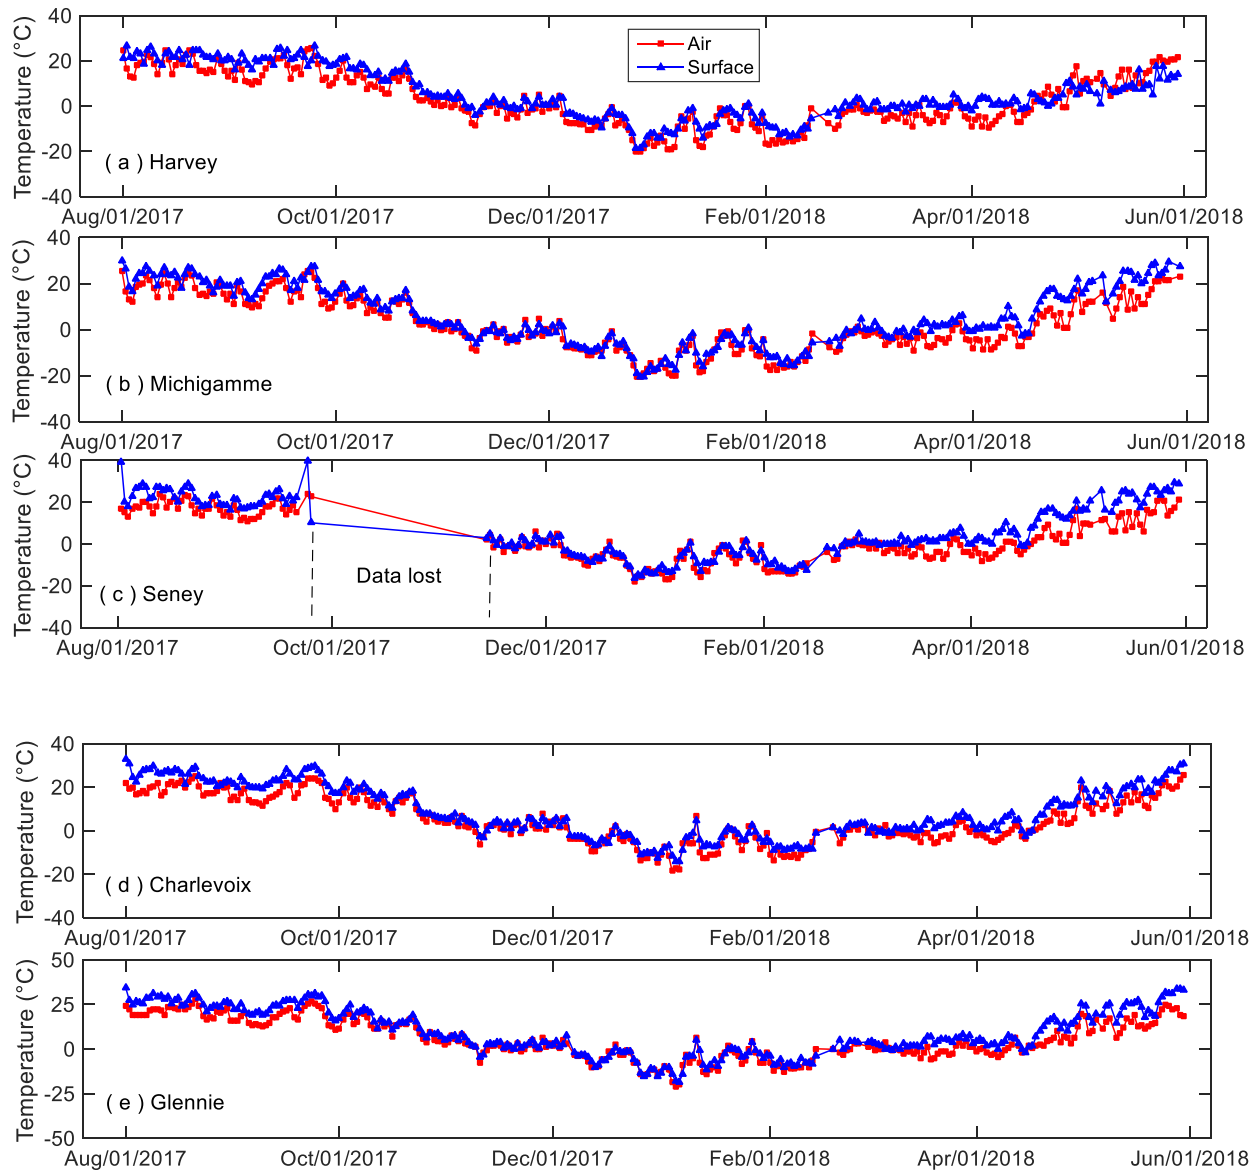 40
20
0
-20
-40
Temperature (°C)
Air
Surface
( a ) Harvey
Aug/01/2017 Oct/01/2017 Dec/01/2017 Feb/01/2018 Apr/01/2018 Jun/01/2018
40
20
0
-20
-40
Temperature (°C)
( b ) Michigamme
Aug/01/2017 Oct/01/2017 Dec/01/2017 Feb/01/2018 Apr/01/2018 Jun/01/2018
40
20
0
-20
-40
Temperature (°C)
Data lost
( c ) Seney
Aug/01/2017 Oct/01/2017 Dec/01/2017 Feb/01/2018 Apr/01/2018 Jun/01/2018
40
20
0
-20
-40
Temperature (°C)
( d ) Charlevoix
Aug/01/2017 Oct/01/2017 Dec/01/2017 Feb/01/2018 Apr/01/2018 Jun/01/2018
50
25
0
-25
-50
Temperature (°C)
( e ) Glennie
Aug/01/2017 Oct/01/2017 Dec/01/2017 Feb/01/2018 Apr/01/2018 Jun/01/2018